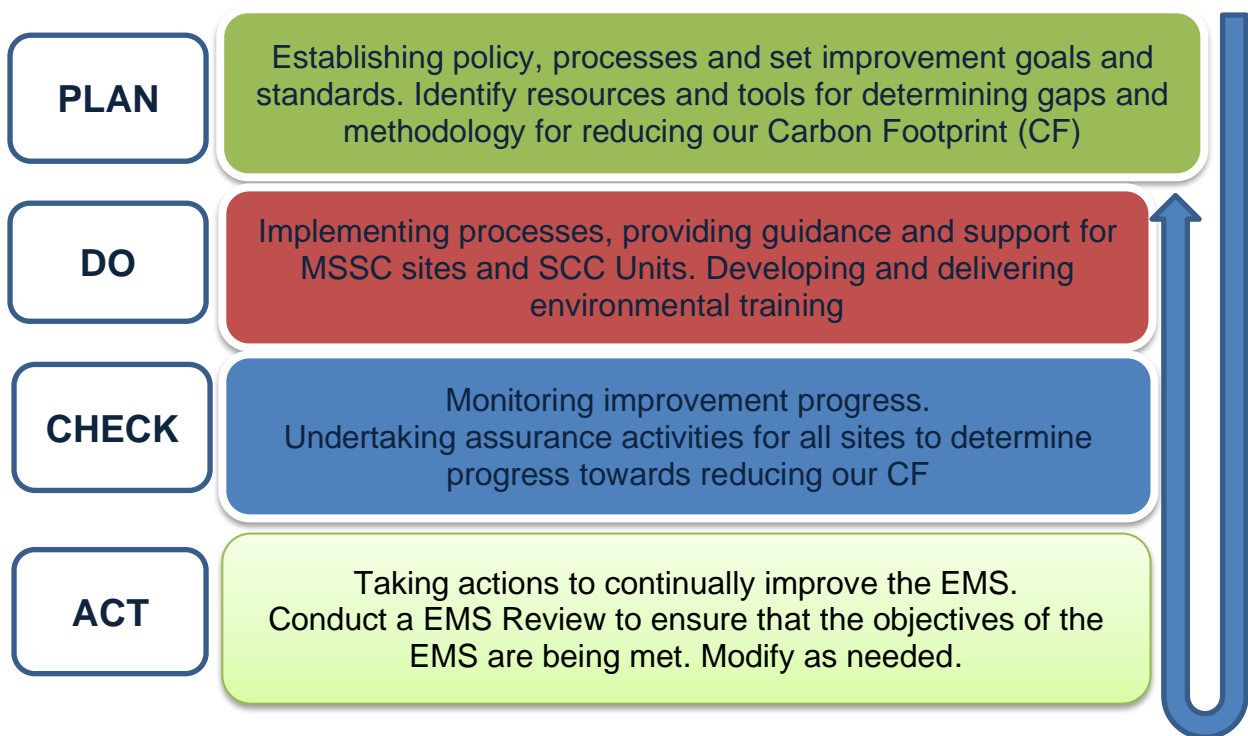 PLAN
Establishing policy, processes and set improvement goals and
standards. Identify resources and tools for determining gaps and
methodology for reducing our Carbon Footprint (CF)
DO
Implementing processes, providing guidance and support for
MSSC sites and SCC Units. Developing and delivering
environmental training
CHECK
Monitoring improvement progress.
Undertaking assurance activities for all sites to determine
progress towards reducing our CF
ACT
Taking actions to continually improve the EMS.
Conduct a EMS Review to ensure that the objectives of the
EMS are being met. Modify as needed.